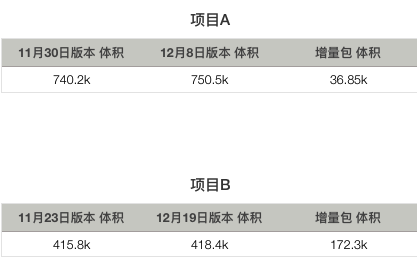 项目A
11月30日版本 体积 12月8日版本 体积 增量包 体积
740.2k 750.5k 36.85k
项目B
11月23日版本 体积 12月19日版本 体积 增量包 体积
415.8k 418.4k 172.3k